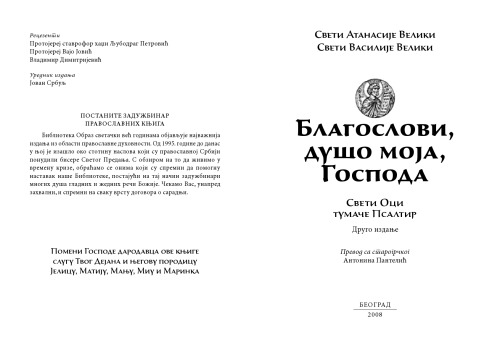 Рецензенти
Протојереј ставрофор хаџи Љубодраг Петровић
Протојереј Вајо Јовић
Владимир Димитријевић
Уредник издања
Јован Србуљ
ПОСТАНИТЕ ЗАДУЖБИНАР
ПРАВОСЛАВНИХ КЊИГА
Библиотека Образ светачки већ годинама објављује најважнија
издања из области православне духовности. Од 1995. године до данас
у њој је изашло око стотину наслова који су православној Србији
понудили бисере Светог Предања. С обзиром на то да живимо у
времену кризе, обраћамо се онима који су спремни да помогну
наставак наше Библиотеке, постајући на тај начин задужбинари
многих душа гладних и жедних речи Божије. Чекамо Вас, унапред
захвални, и спремни на сваку врсту договора о сарадњи.
Помени Господе дародавца ове књиге
слугу Твог Дејана и његову породицу
Јелицу, Матију, Мању, Миу и Маринка
Свети Атанасије Велики
Свети Василије Велики
Благослови,
душо моја,
Господа
Свети Оци
тумаче Псалтир
Друго издање
Превод са старогрчког
Антонина Пантелић
БЕОГРАД
2008